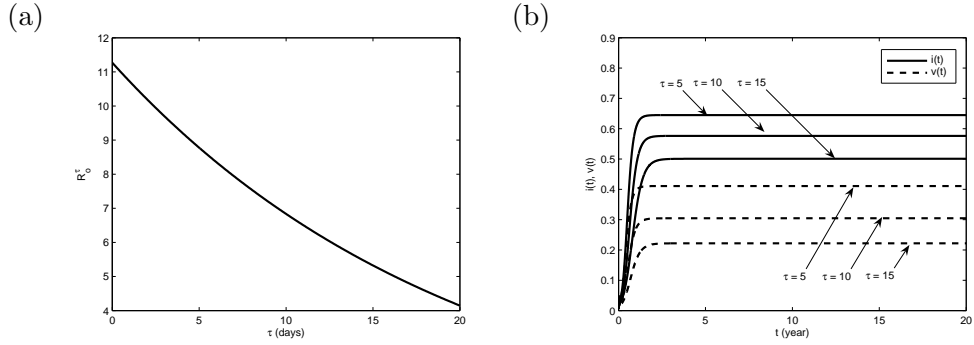 (a)
12
11
10
9
8
7
6
5
4
0
5
10
15
20
R₀^τ
τ (days)
(b)
0.9
0.8
0.7
0.6
0.5
0.4
0.3
0.2
0.1
0
0
5
10
15
20
i(t), v(t)
t (year)
i(t)
v(t)
τ = 5
τ = 10
τ = 15
τ = 5
τ = 10
τ = 15